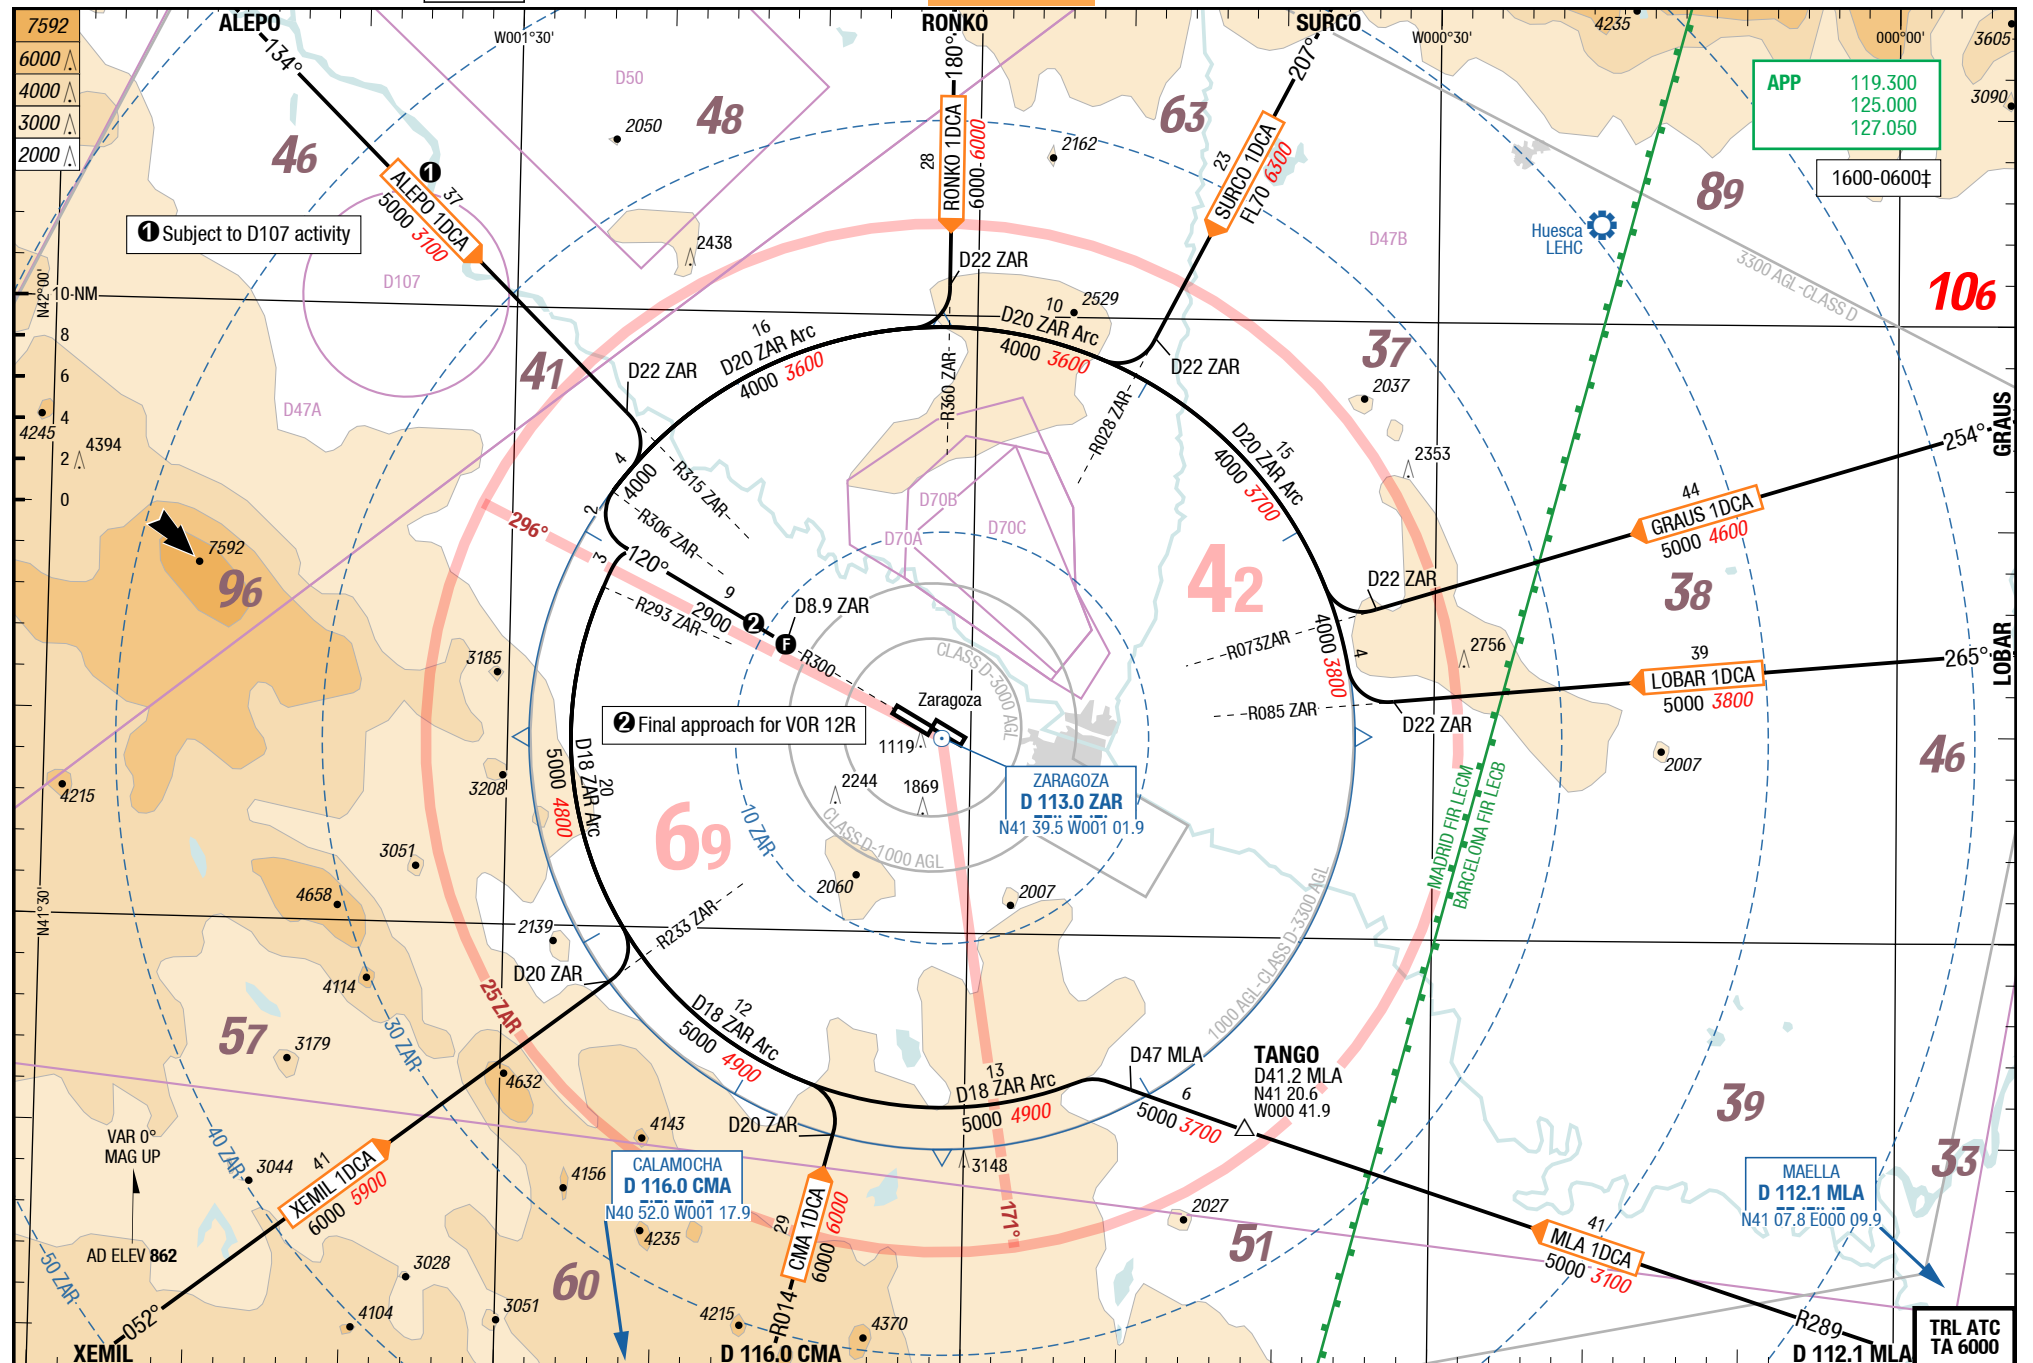 7592
6000
4000
3000
2000
ALEPO
134°
W001°30'
RONKO
180°
SURCO
207°
W000°30'
4235
000°00'
3605
3090
APP 119.300
125.000
127.050
1600-0600‡
D50
2050
48
46
63
89
106
2162
28
RONKO 1DCA
6000 6000
23
SURCO 1DCA
FL70 6300
1
37
ALEPO 1DCA
5000 3100
1 Subject to D107 activity
D107
2438
D47B
Huesca
LEHC
3300 AGL-CLASS D
N42°00'
10-NM
8
6
4
2
0
D22 ZAR
10
2529
D20 ZAR Arc
4000 3600
16
D20 ZAR Arc
4000 3600
D22 ZAR
D22 ZAR
37
2037
41
D47A
4245
4394
R360 ZAR
R028 ZAR
15
D20 ZAR Arc
4000 3700
2353
254°
GRAUS
44
GRAUS 1DCA
5000 4600
4
4000
R315 ZAR
R306 ZAR
2
3
296°
120°
9
2900
2
F
D8.9 ZAR
R293 ZAR
R300
D70B
D70A
D70C
42
D22 ZAR
38
7592
96
3185
R073ZAR
4000 3800
4
2756
39
LOBAR 1DCA
5000 3800
265°
LOBAR
R085 ZAR
D22 ZAR
2007
46
CLASS D-3000 AGL
Zaragoza
2 Final approach for VOR 12R
1119
2244
1869
CLASS D-1000 AGL
10 ZAR
ZARAGOZA
D 113.0 ZAR
N41 39.5 W001 01.9
MADRID FIR LECM
BARCELONA FIR LECB
4215
3208
20
D18 ZAR Arc
5000 4800
69
3051
4658
2060
2007
N41°30'
2139
R233 ZAR
D20 ZAR
4114
57
3179
25 ZAR
30 ZAR
4632
12
D18 ZAR Arc
5000 4900
13
D18 ZAR Arc
5000 4900
D47 MLA
6
5000 3700
TANGO
D41.2 MLA
N41 20.6
W000 41.9
1000 AGL-CLASS D-3300 AGL
39
33
VAR 0°
MAG UP
AD ELEV 862
40 ZAR
3044
41
XEMIL 1DCA
6000 5900
4143
4156
D20 ZAR
CALAMOCHA
D 116.0 CMA
N40 52.0 W001 17.9
4235
3148
171°
2027
51
MAELLA
D 112.1 MLA
N41 07.8 E000 09.9
41
MLA 1DCA
5000 3100
29
CMA 1DCA
6000 6000
50 ZAR
3028
60
4104
3051
4215
4370
052°
XEMIL
R014
D 116.0 CMA
R289
D 112.1 MLA
TRL ATC
TA 6000